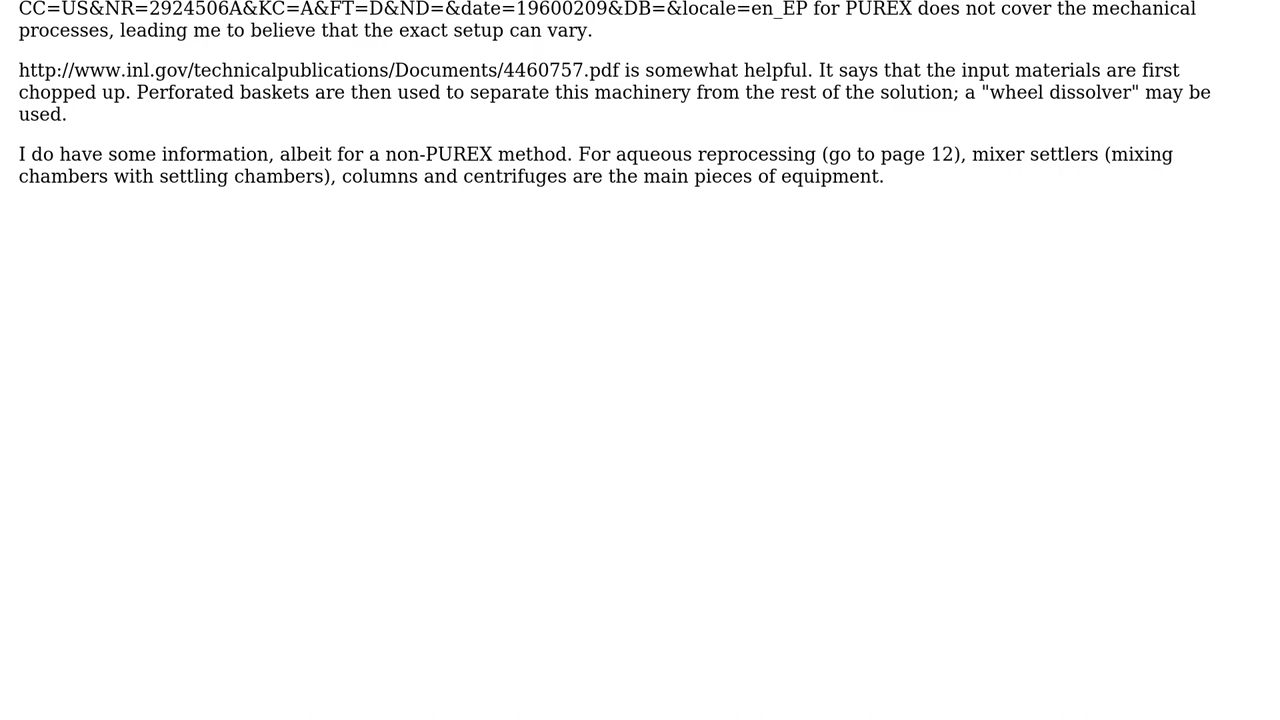 CC=US&NR=2924506A&KC=A&FT=D&ND=&date=19600209&DB=&locale=en_EP for PUREX does not cover the mechanical
processes, leading me to believe that the exact setup can vary.
http://www.inl.gov/technicalpublications/Documents/4460757.pdf is somewhat helpful. It says that the input materials are first
chopped up. Perforated baskets are then used to separate this machinery from the rest of the solution; a "wheel dissolver" may be
used.
I do have some information, albeit for a non-PUREX method. For aqueous reprocessing (go to page 12), mixer settlers (mixing
chambers with settling chambers), columns and centrifuges are the main pieces of equipment.